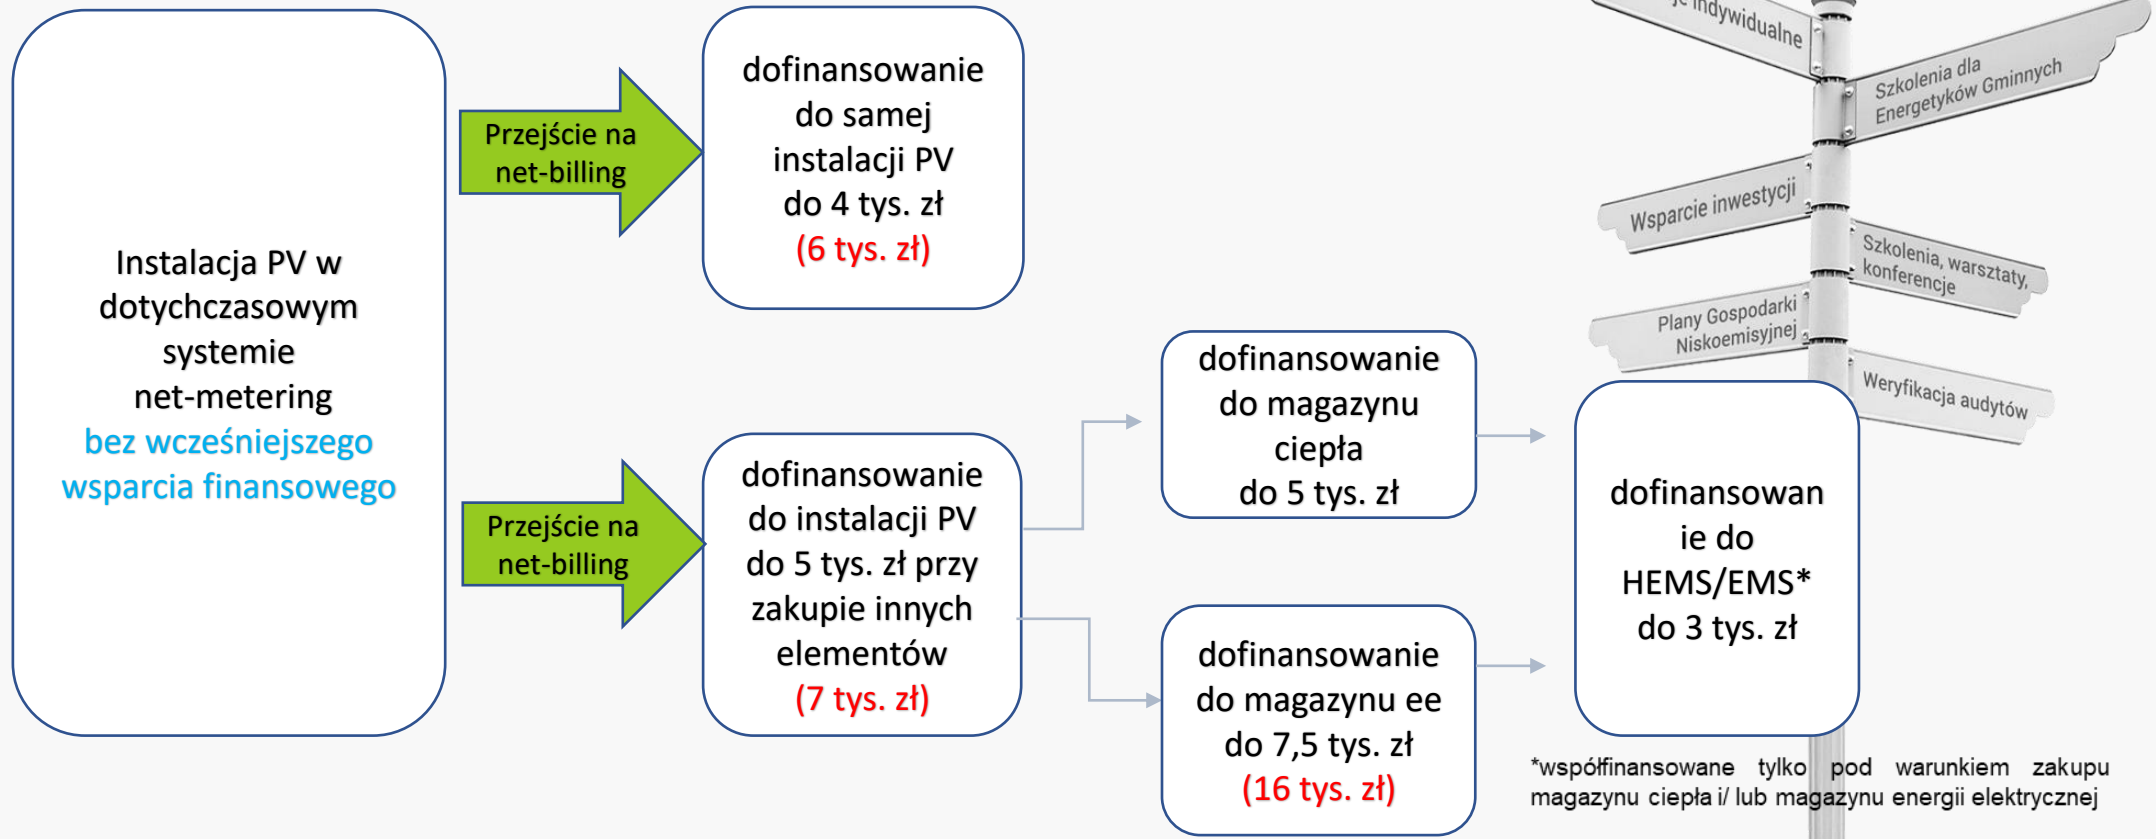 Instalacja PV w
dotychczasowym
systemie
net-metering
bez wcześniejszego
wsparcia finansowego
Przejście na
net-billing
dofinansowanie
do samej
instalacji PV
do 4 tys. zł
(6 tys. zł)
Przejście na
net-billing
dofinansowanie
do instalacji PV
do 5 tys. zł przy
zakupie innych
elementów
(7 tys. zł)
dofinansowanie
do magazynu
ciepła
do 5 tys. zł
dofinansowanie
do magazynu ee
do 7,5 tys. zł
(16 tys. zł)
dofinansowan
ie do
HEMS/EMS*
do 3 tys. zł
*współfinansowane tylko pod warunkiem zakupu
magazynu ciepła i/ lub magazynu energii elektrycznej
indywidualne
Szkolenia dla
Energetyków Gminnych
Wsparcie inwestycji
Szkolenia, warsztaty,
konferencje
Plany Gospodarki
Niskoemisyjnej
Weryfikacja audytów